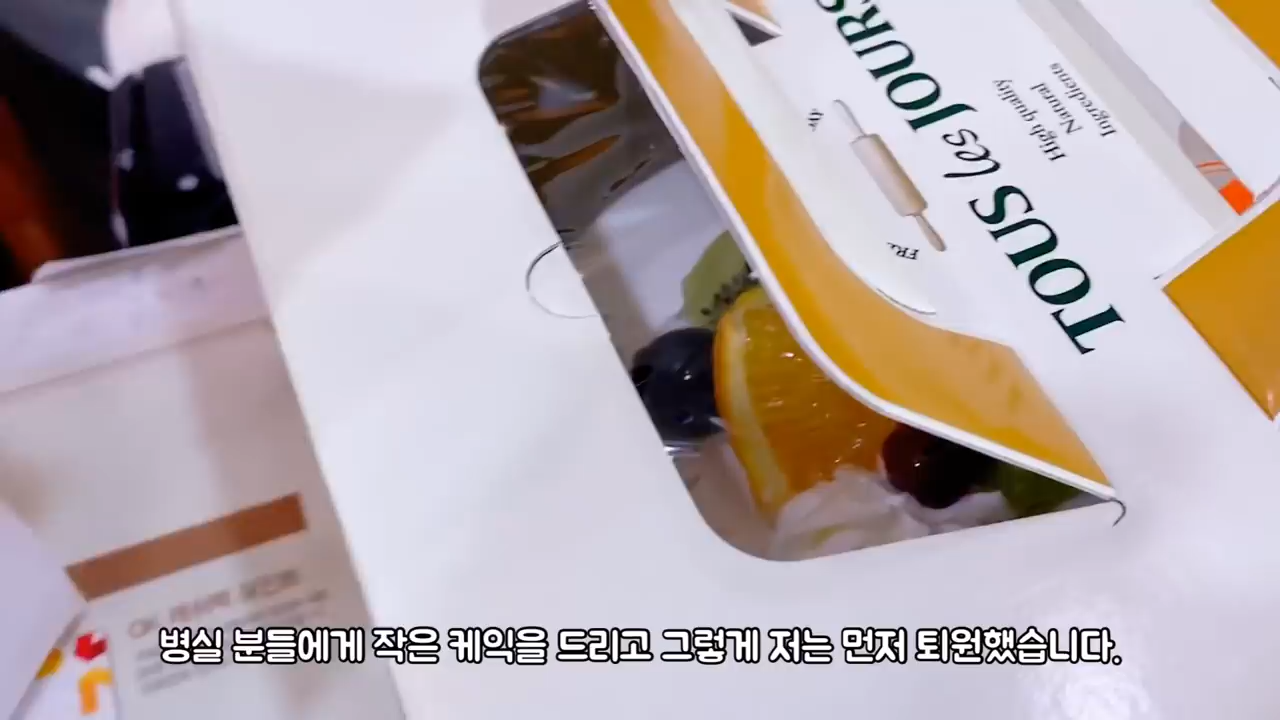 TOUS les JOURS
High quality
Natural
Ingredients
병실 분들에게 작은 케익을 드리고 그렇게 저는 먼저 퇴원했습니다.